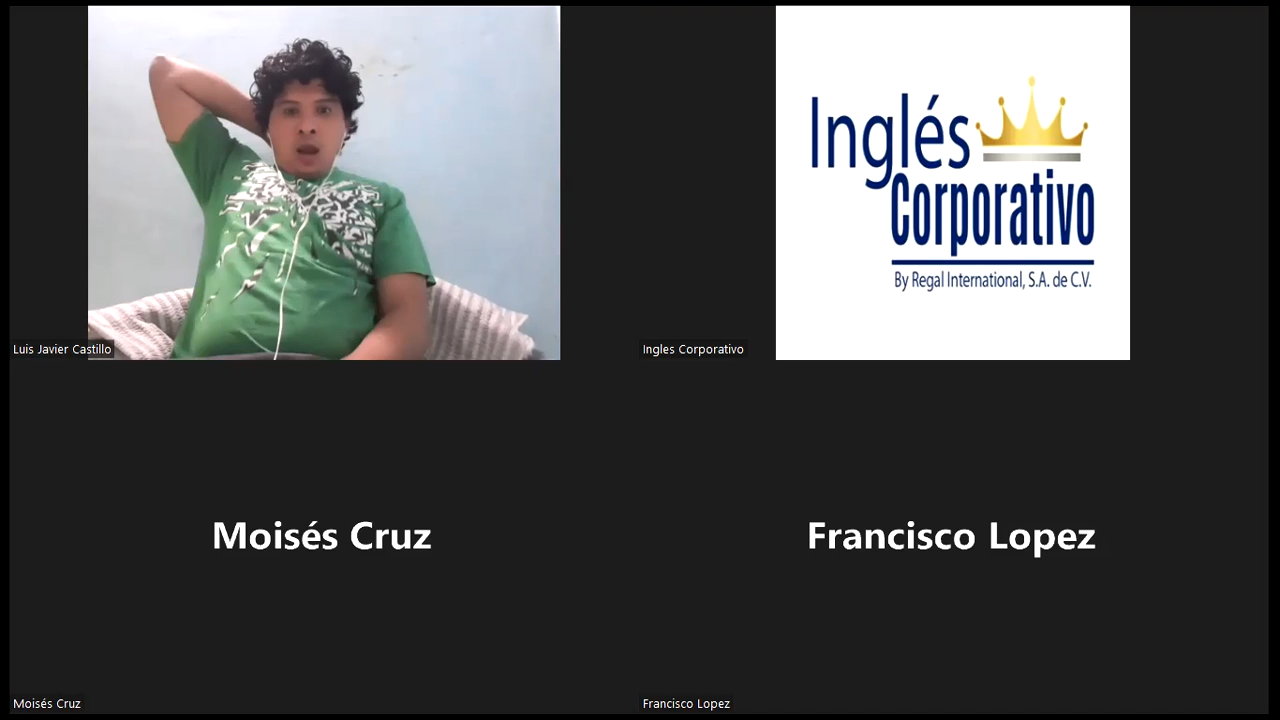 Inglés
Corporativo
By Regal International, S.A. de C.V.
Luis Javier Castillo
Ingles Corporativo
Moisés Cruz
Francisco Lopez
Moisés Cruz
Francisco Lopez